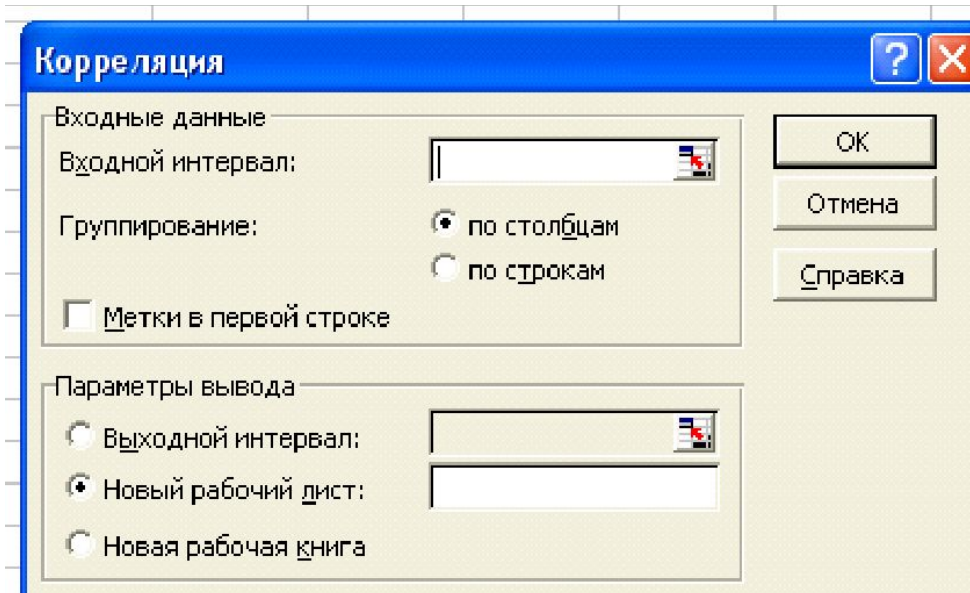 Корреляция
Входные данные
Входной интервал:
Группирование:
по столбцам
по строкам
Метки в первой строке
Параметры вывода
Выходной интервал:
Новый рабочий лист:
Новая рабочая книга
?
ОК
Отмена
Справка